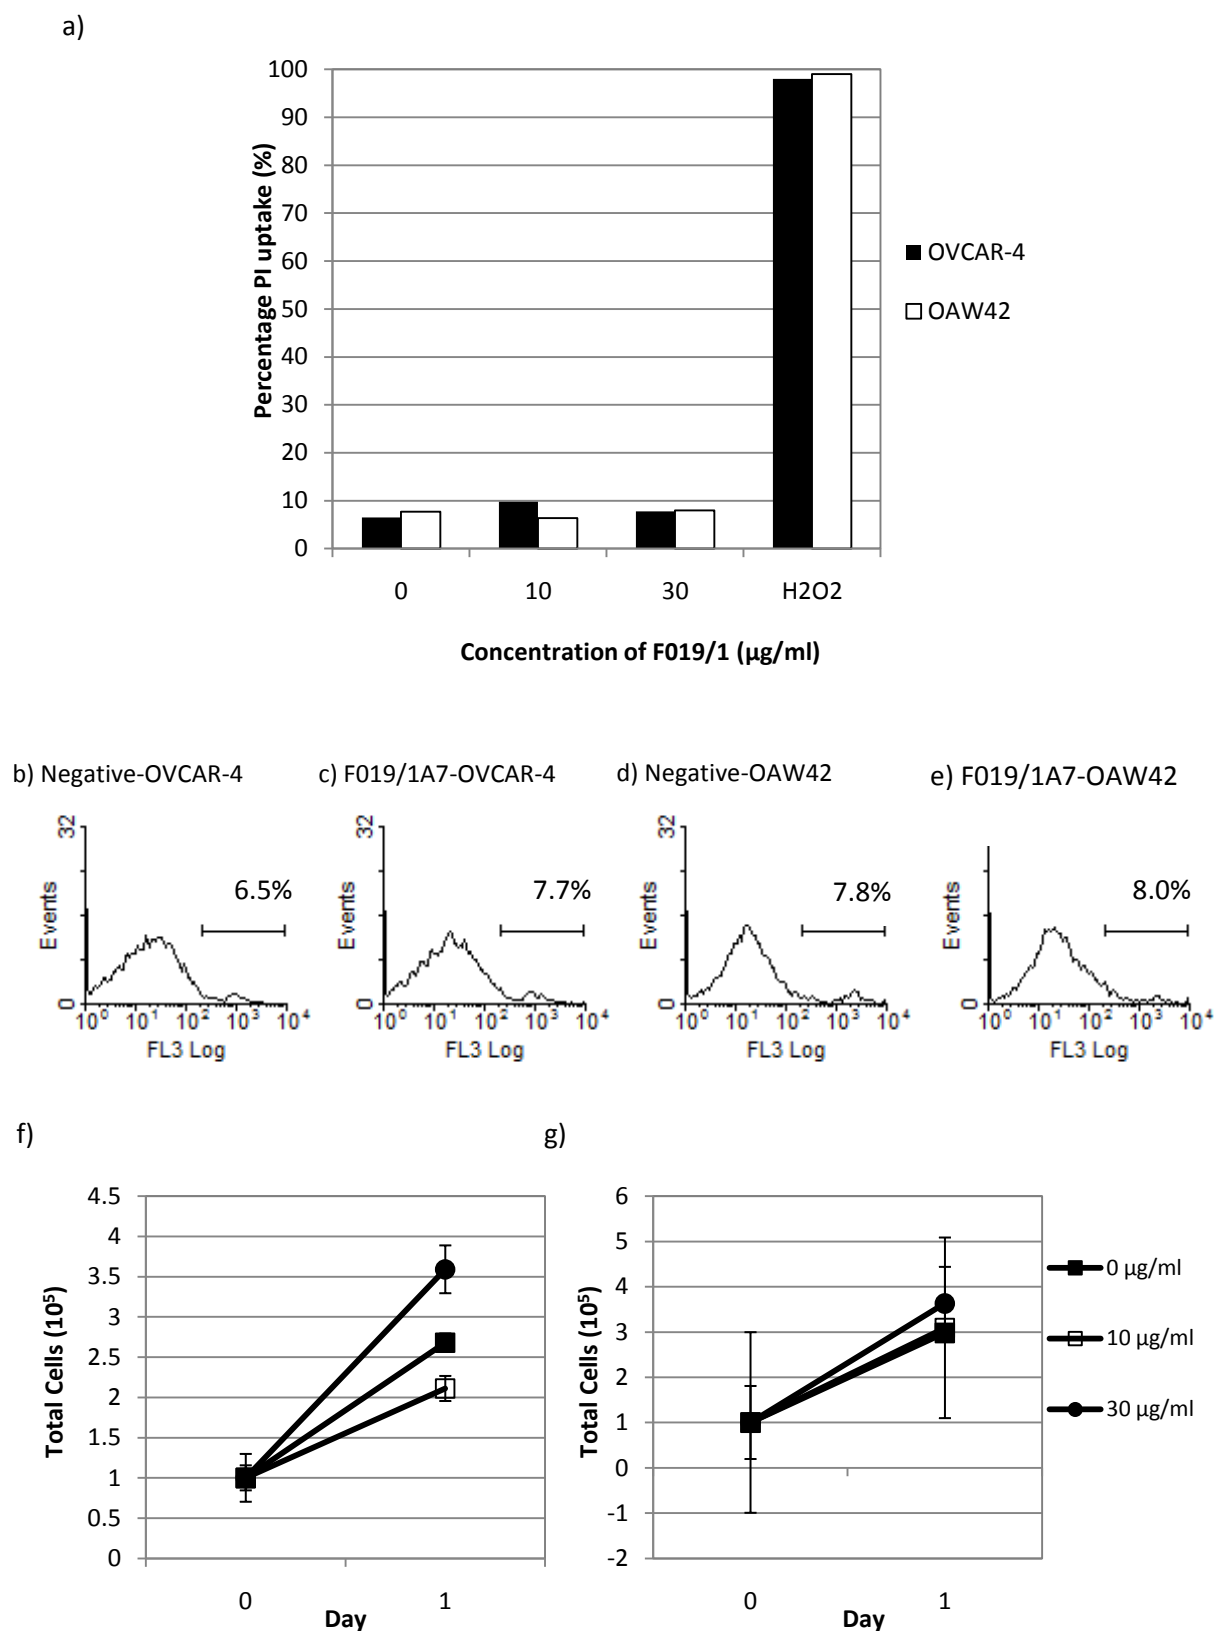 a)
100
90
80
70
60
50
40
30
20
10
0
Percentage PI uptake (%)
OVCAR-4
OAW42
0 10 30 H2O2
Concentration of F019/1 (µg/ml)
b) Negative-OVCAR-4 c) F019/1A7-OVCAR-4 d) Negative-OAW42 e) F019/1A7-OAW42
32 32 32
6.5% 7.7% 7.8% 8.0%
Events Events Events Events
0 0 0 0
10⁰ 10¹ 10² 10³ 10⁴ 10⁰ 10¹ 10² 10³ 10⁴ 10⁰ 10¹ 10² 10³ 10⁴ 10⁰ 10¹ 10² 10³ 10⁴
FL3 Log FL3 Log FL3 Log FL3 Log
f)
4.5
4
3.5
3
2.5
2
1.5
1
0.5
0
Total Cells (10⁵)
0 1
Day
g)
6
5
4
3
2
1
0
-1
-2
Total Cells (10⁵)
0 1
Day
0 µg/ml
10 µg/ml
30 µg/ml